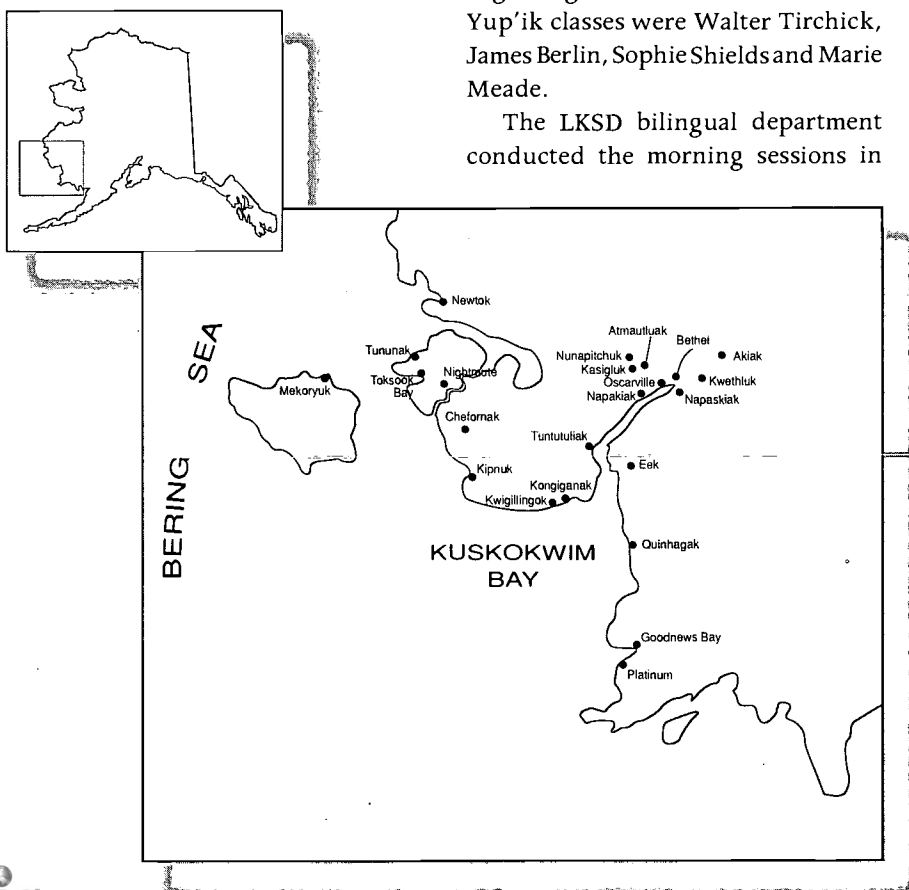 Yup’ik classes were Walter Tirchick,
James Berlin, Sophie Shields and Marie
Meade.
The LKSD bilingual department
conducted the morning sessions in
BERING SEA
Newtok
Tununak
Toksook
Bay
Nightmute
Mekoryuk
Chefornak
Kipnuk
Kwigillingok
Kongiganak
Tuntutuliak
Atmautluak
Bethel
Nunapitchuk
Kasigluk
Oscarville
Napakiak
Akiak
Kwethluk
Napaskiak
Eek
Quinhagak
KUSKOKWIM
BAY
Goodnews Bay
Platinum